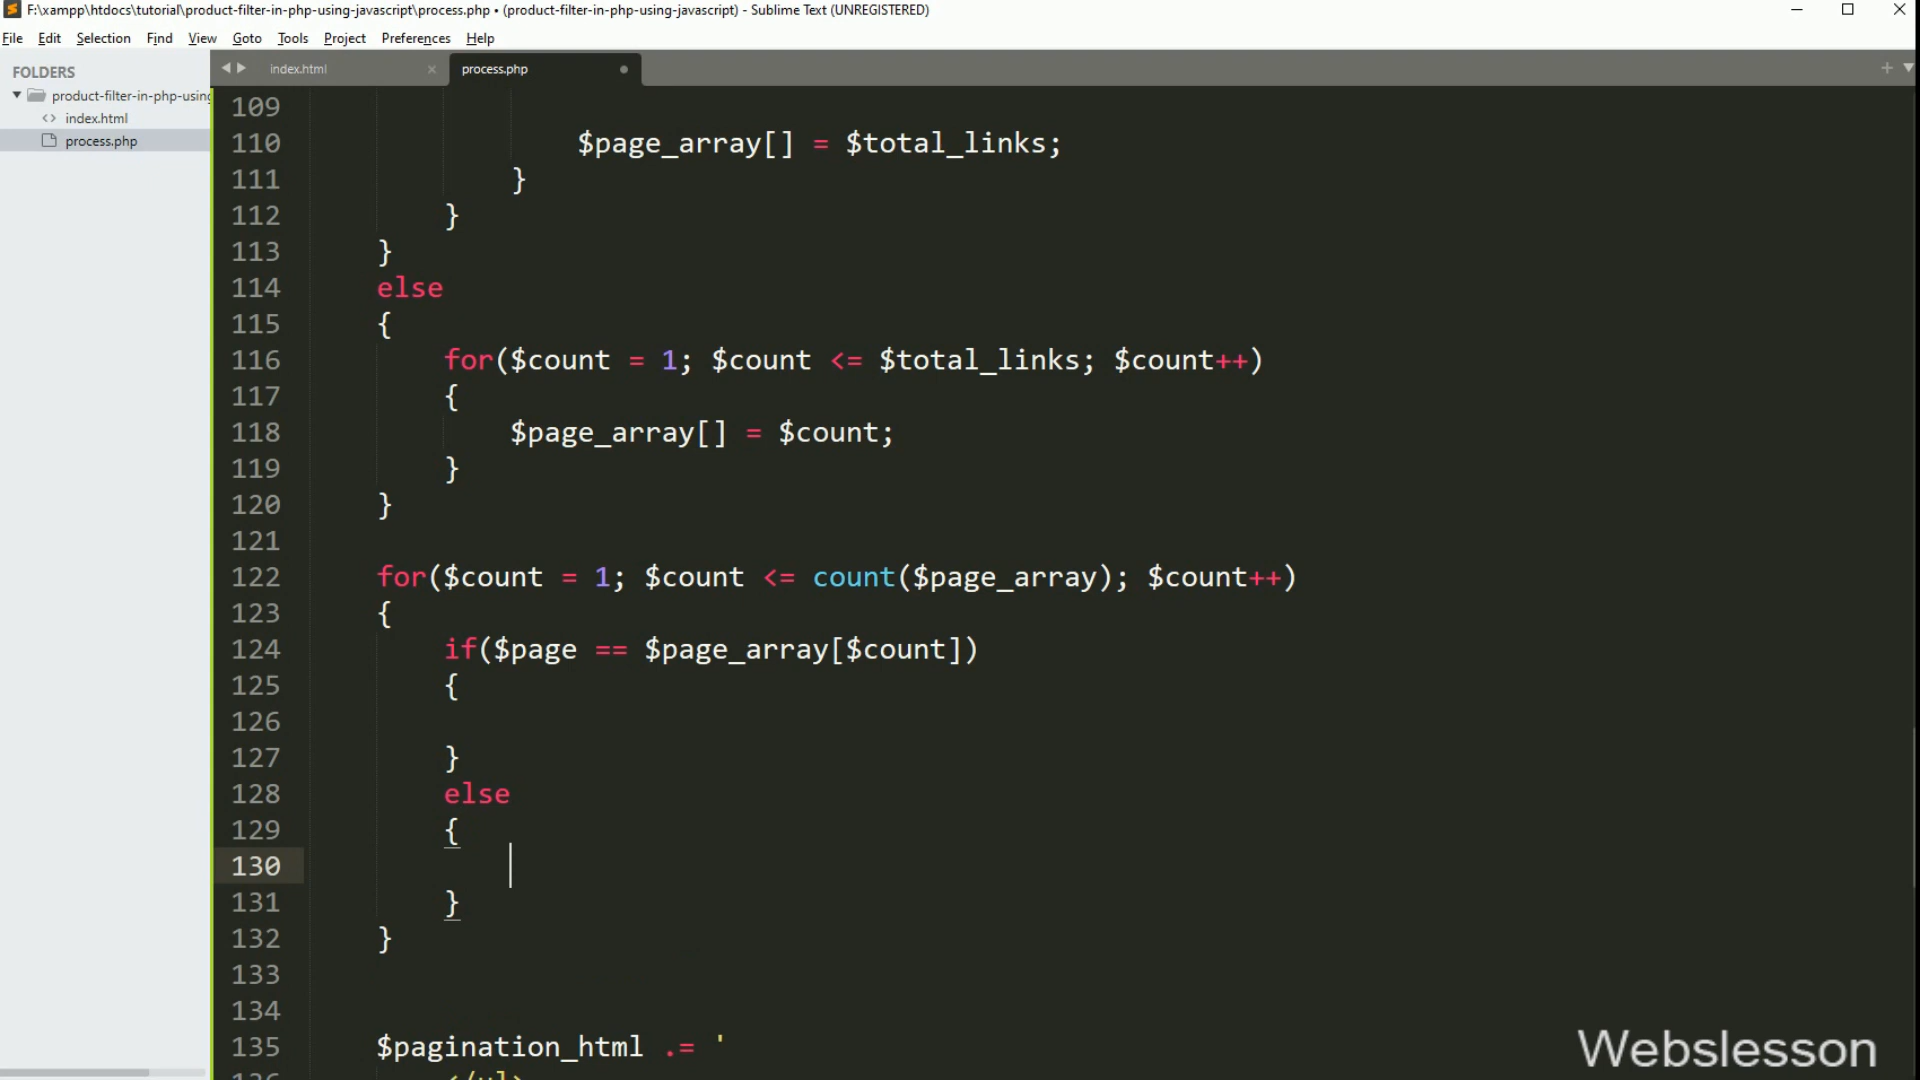 F:\xampp\htdocs\tutorial\product-filter-in-php-using-javascript\process.php • (product-filter-in-php-using-javascript) - Sublime Text (UNREGISTERED)
File Edit Selection Find View Goto Tools Project Preferences Help
FOLDERS
product-filter-in-php-using
index.html
process.php
index.html
process.php
109
110 $page_array[] = $total_links;
111 }
112 }
113 }
114 else
115 {
116 for($count = 1; $count <= $total_links; $count++)
117 {
118 $page_array[] = $count;
119 }
120 }
121
122 for($count = 1; $count <= count($page_array); $count++)
123 {
124 if($page == $page_array[$count])
125 {
126
127 }
128 else
129 {
130
131 }
132 }
133
134
135 $pagination_html .= '
136 </ul>
Webslesson